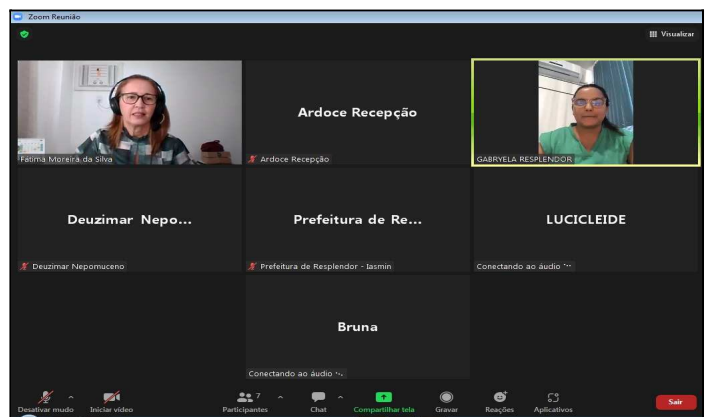 Zoom Reunião
Visualizar
Fatima Moreira da Silva
Ardoce Recepção
Ardoce Recepção
GABRYELA RESPLENDOR
Deuzimar Nepo...
Deuzimar Nepomuceno
Prefeitura de Re...
Prefeitura de Resplendor - Iasmin
LUCICLEIDE
Conectando ao áudio
Bruna
Conectando ao áudio
Desativar mudo
Iniciar vídeo
7
Participantes
Chat
Compartilhar tela
Gravar
Reações
Aplicativos
Sair